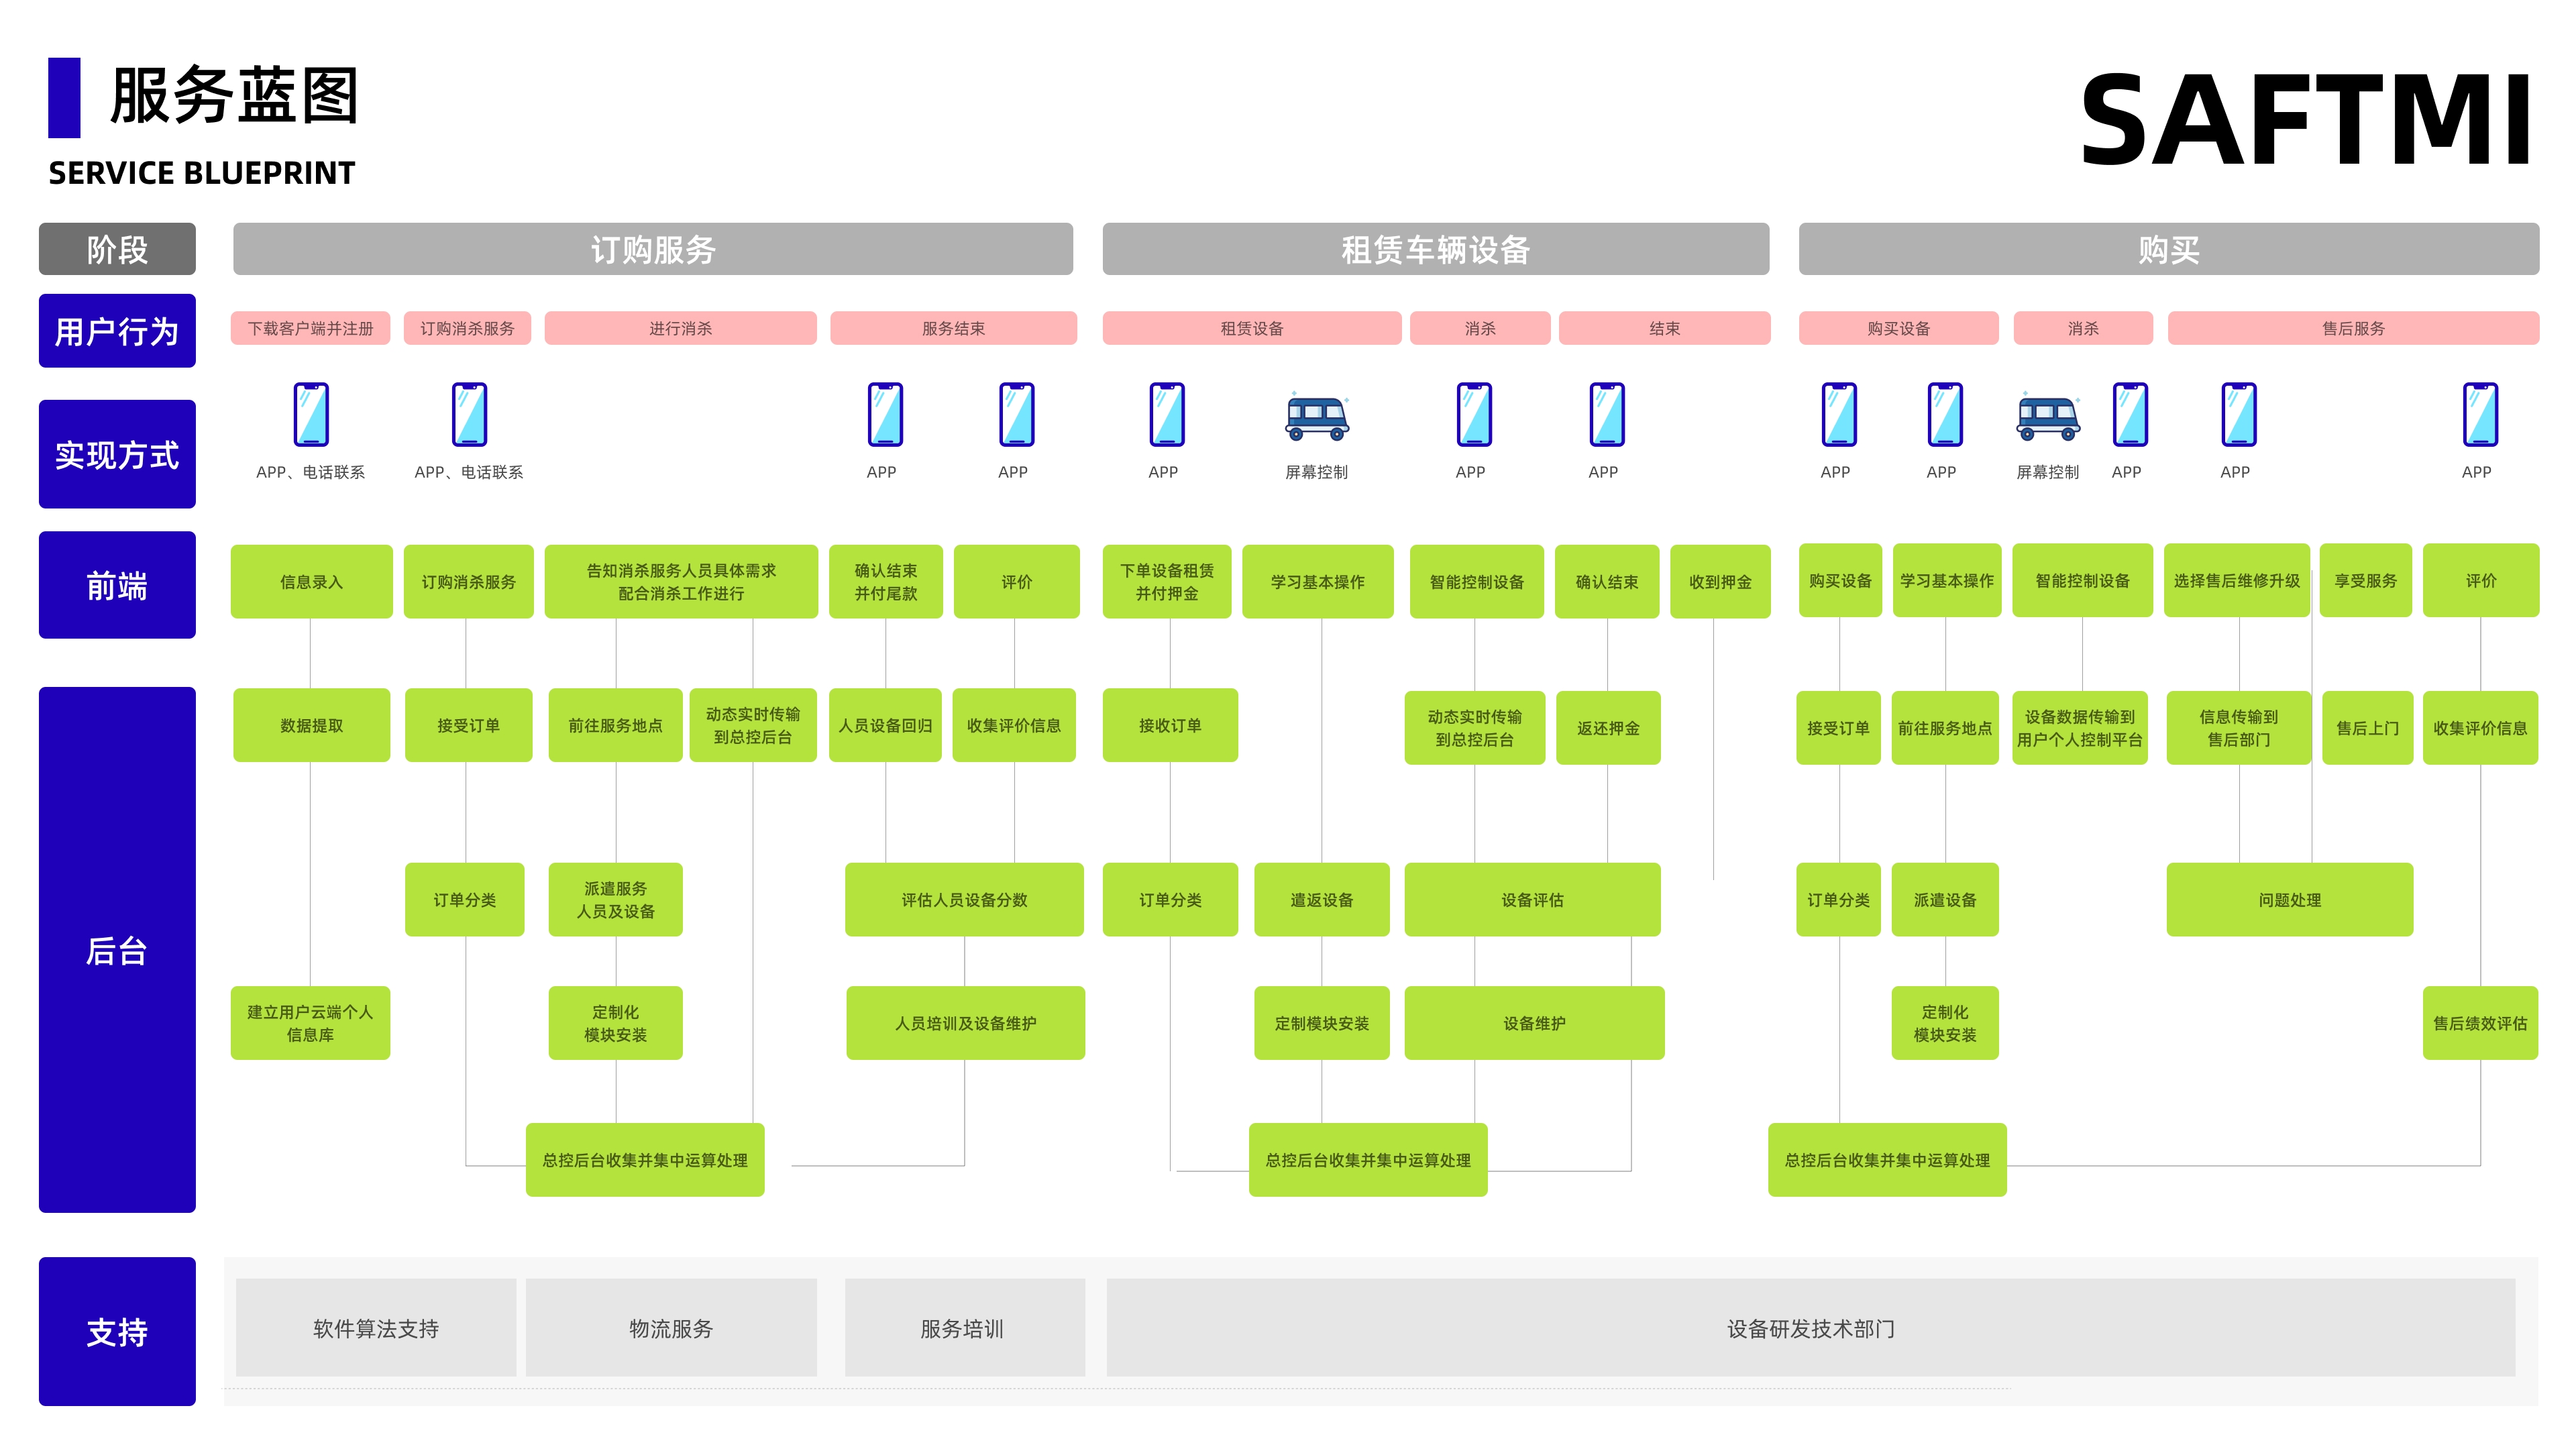 服务蓝图
SERVICE BLUEPRINT
SAFTMI
阶段
订购服务
租赁车辆设备
购买
用户行为
下载客户端并注册
订购消杀服务
进行消杀
服务结束
租赁设备
消杀
结束
购买设备
消杀
售后服务
实现方式
APP、电话联系
APP、电话联系
APP
APP
APP
屏幕控制
APP
APP
APP
APP
屏幕控制
APP
APP
APP
前端
信息录入
订购消杀服务
告知消杀服务人员具体需求
配合消杀工作进行
确认结束
并付尾款
评价
下单设备租赁
并付押金
学习基本操作
智能控制设备
确认结束
收到押金
购买设备
学习基本操作
智能控制设备
选择售后维修升级
享受服务
评价
后台
数据提取
接受订单
前往服务地点
动态实时传输
到总控后台
人员设备回归
收集评价信息
接收订单
动态实时传输
到总控后台
返还押金
接受订单
前往服务地点
设备数据传输到
用户个人控制平台
信息传输到
售后部门
售后上门
收集评价信息
订单分类
派遣服务
人员及设备
评估人员设备分数
订单分类
遣返设备
设备评估
订单分类
派遣设备
问题处理
建立用户云端个人
信息库
定制化
模块安装
人员培训及设备维护
定制模块安装
设备维护
定制化
模块安装
售后绩效评估
总控后台收集并集中运算处理
总控后台收集并集中运算处理
总控后台收集并集中运算处理
支持
软件算法支持
物流服务
服务培训
设备研发技术部门